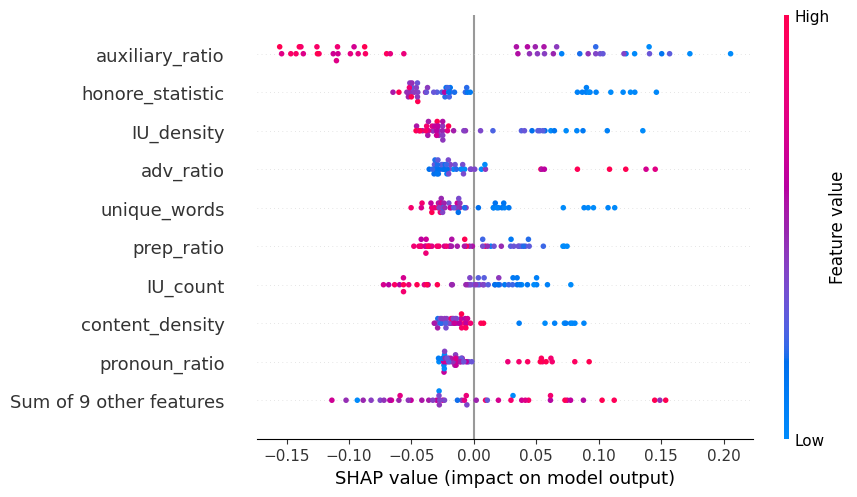 High
auxiliary_ratio
honore_statistic
IU_density
adv_ratio
unique_words
prep_ratio
IU_count
content_density
pronoun_ratio
Sum of 9 other features
Feature value
Low
−0.15 −0.10 −0.05 0.00 0.05 0.10 0.15 0.20
SHAP value (impact on model output)